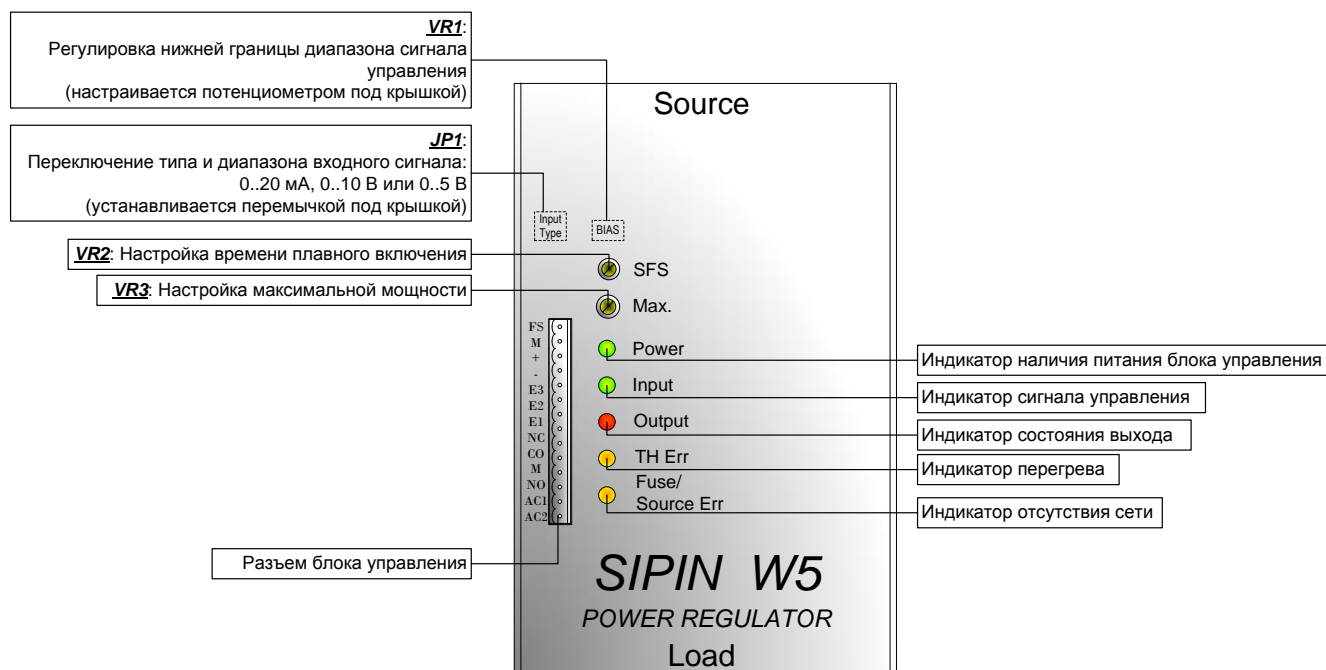 VR1:
Регулировка нижней границы диапазона сигнала
управления
(настраивается потенциометром под крышкой)
JP1:
Переключение типа и диапазона входного сигнала:
0..20 мА, 0..10 В или 0..5 В
(устанавливается перемычкой под крышкой)
VR2: Настройка времени плавного включения
VR3: Настройка максимальной мощности
Source
Input
Type
BIAS
SFS
Max.
Power
Input
Output
TH Err
Fuse/
Source Err
FS
M
+
-
E3
E2
E1
NC
CO
M
NO
AC1
AC2
Индикатор наличия питания блока управления
Индикатор сигнала управления
Индикатор состояния выхода
Индикатор перегрева
Индикатор отсутствия сети
Разъем блока управления
SIPIN W5
POWER REGULATOR
Load